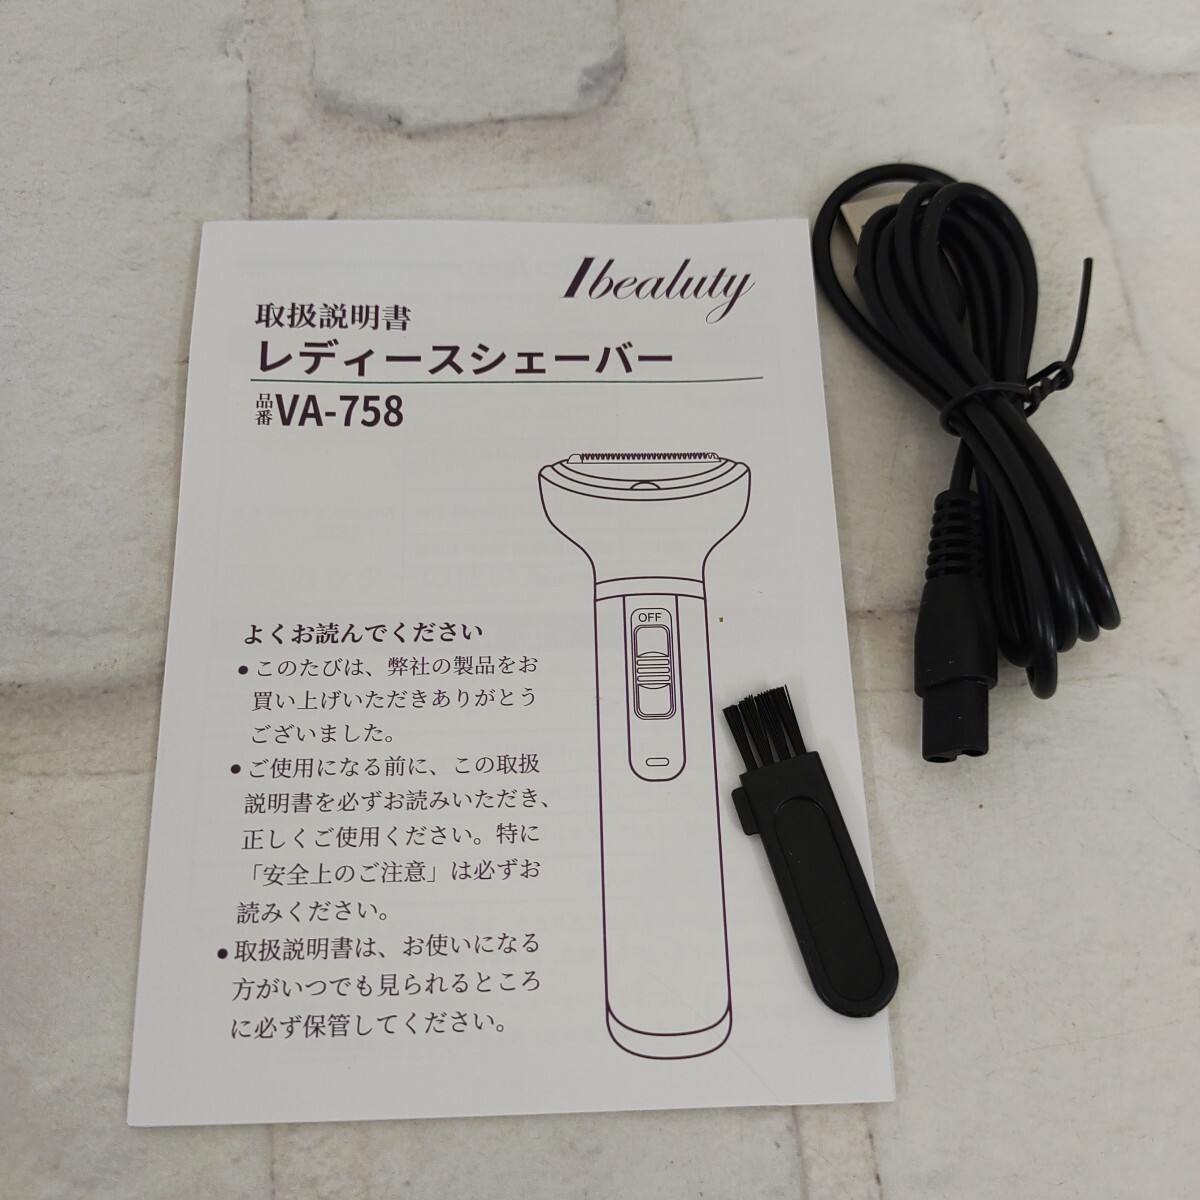 Ibealuty
取扱説明書
レディースシェーバー
品番 VA-758
OFF
よくお読んでください
●このたびは、弊社の製品をお
買い上げいただきありがとう
ございました。
●ご使用になる前に、この取扱
説明書を必ずお読みいただき、
正しくご使用ください。特に
「安全上のご注意」は必ずお
読みください。
●取扱説明書は、お使いになる
方がいつでも見られるところ
に必ず保管してください。